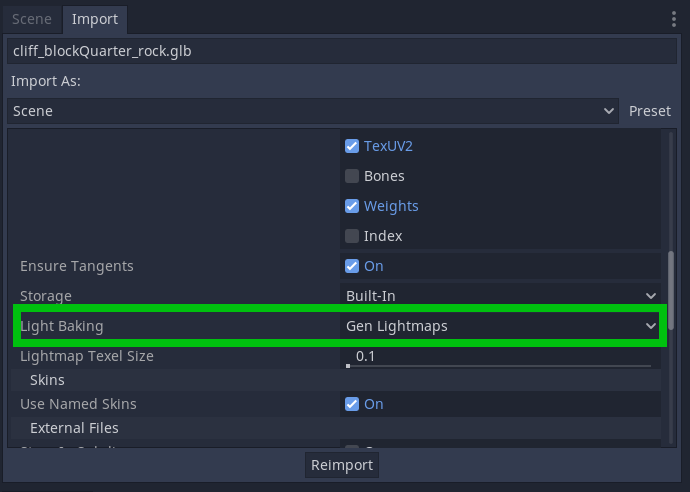 Scene Import
cliff_blockQuarter_rock.glb
Import As:
Scene Preset
TexUV2
Bones
Weights
Index
Ensure Tangents On
Storage Built-In
Light Baking Gen Lightmaps
Lightmap Texel Size 0.1
Skins
Use Named Skins On
External Files
Reimport